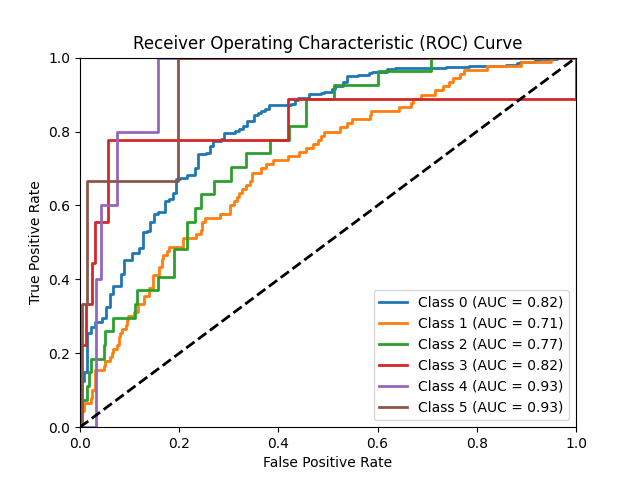 Receiver Operating Characteristic (ROC) Curve
1.0
0.8
0.6
0.4
0.2
0.0
True Positive Rate
Class 0 (AUC = 0.82)
Class 1 (AUC = 0.71)
Class 2 (AUC = 0.77)
Class 3 (AUC = 0.82)
Class 4 (AUC = 0.93)
Class 5 (AUC = 0.93)
0.0 0.2 0.4 0.6 0.8 1.0
False Positive Rate